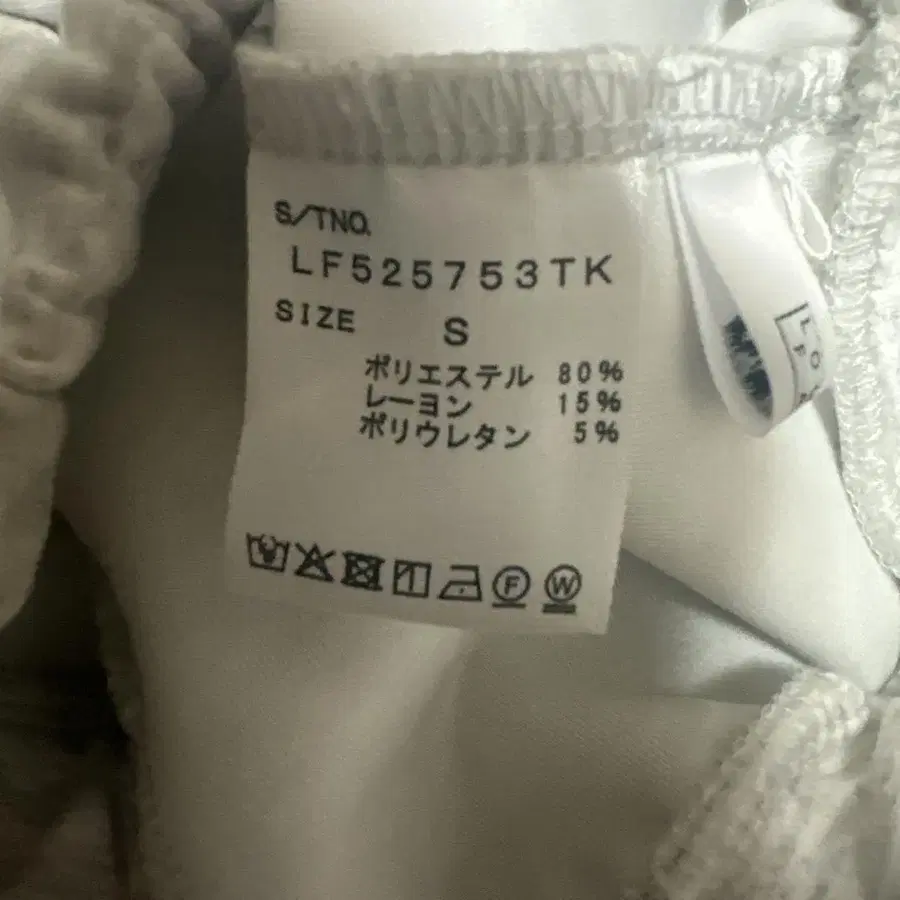 S/TNO.
LF525753TK
SIZE S
ポリエステル 80%
レーヨン 15%
ポリウレタン 5%
F W